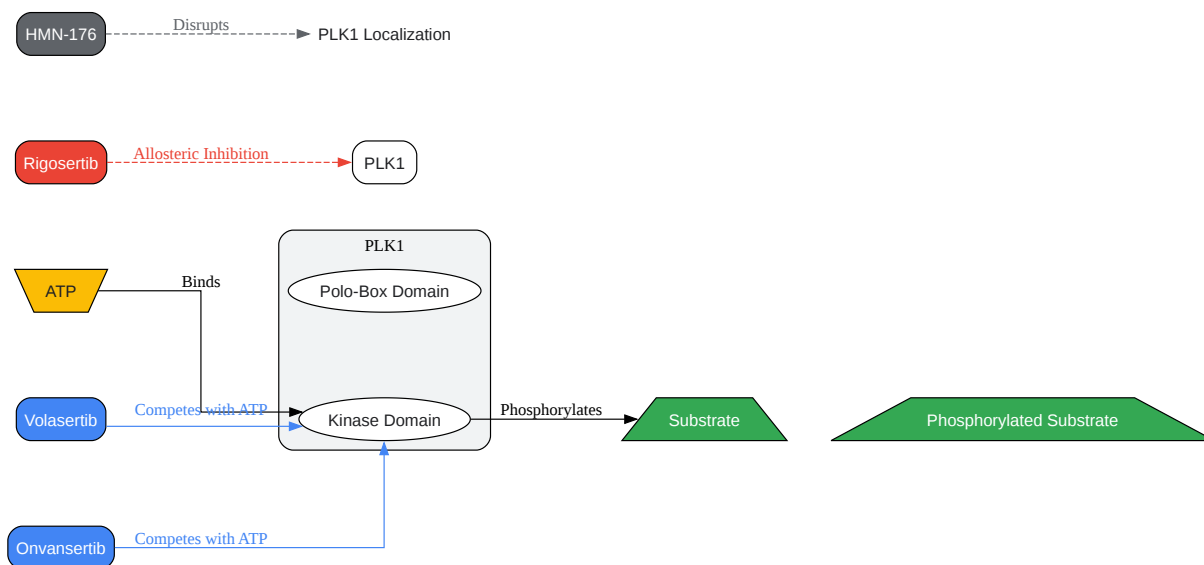 HMN-176
Disrupts
PLK1 Localization
Rigosertib
Allosteric Inhibition
PLK1
PLK1
ATP
Binds
Polo-Box Domain
Volasertib
Competes with ATP
Kinase Domain
Phosphorylates
Substrate
Phosphorylated Substrate
Onvansertib
Competes with ATP